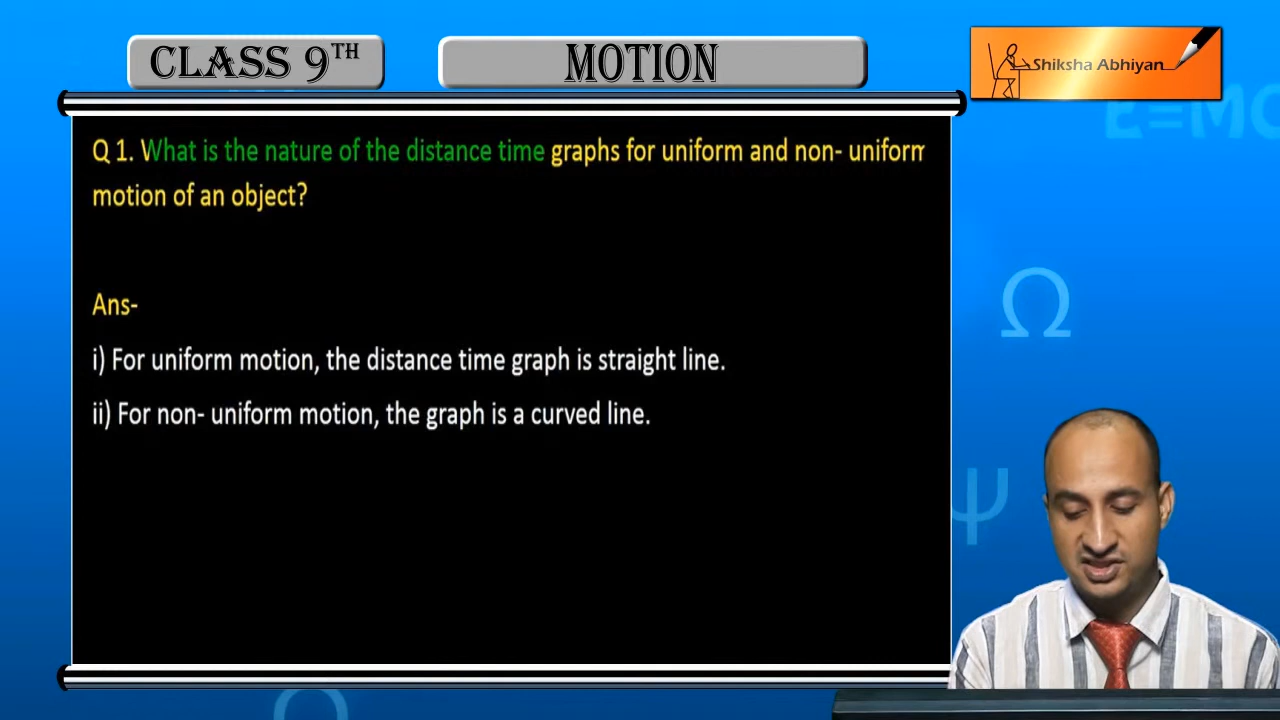 CLASS 9TH
MOTION
Shiksha Abhiyan
E=MC
Q 1. What is the nature of the distance time graphs for uniform and non- uniform
motion of an object?
Ans-
i) For uniform motion, the distance time graph is straight line.
ii) For non- uniform motion, the graph is a curved line.
Ω
Ψ
Ω